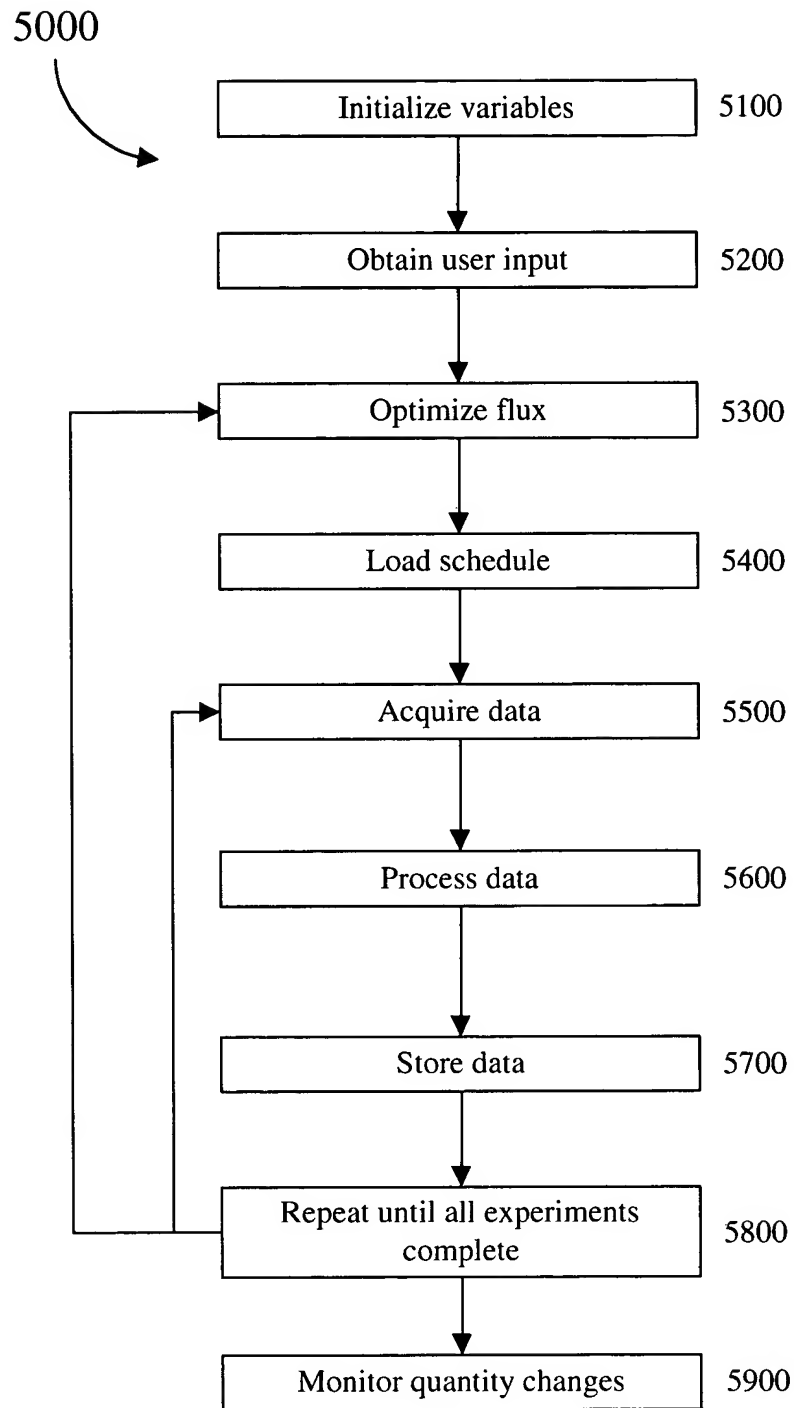 5000
Initialize variables 5100
Obtain user input 5200
Optimize flux 5300
Load schedule 5400
Acquire data 5500
Process data 5600
Store data 5700
Repeat until all experiments
complete 5800
Monitor quantity changes 5900